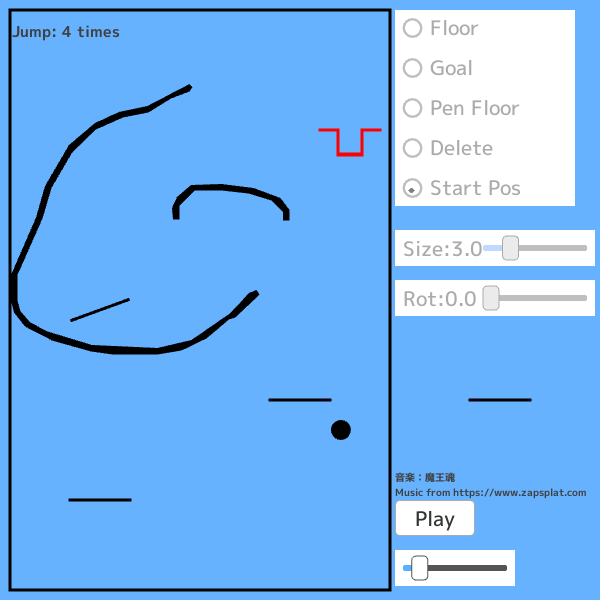 Jump: 4 times
Floor
Goal
Pen Floor
Delete
Start Pos
Size:3.0
Rot:0.0
音楽：魔王魂
Music from https://www.zapsplat.com
Play